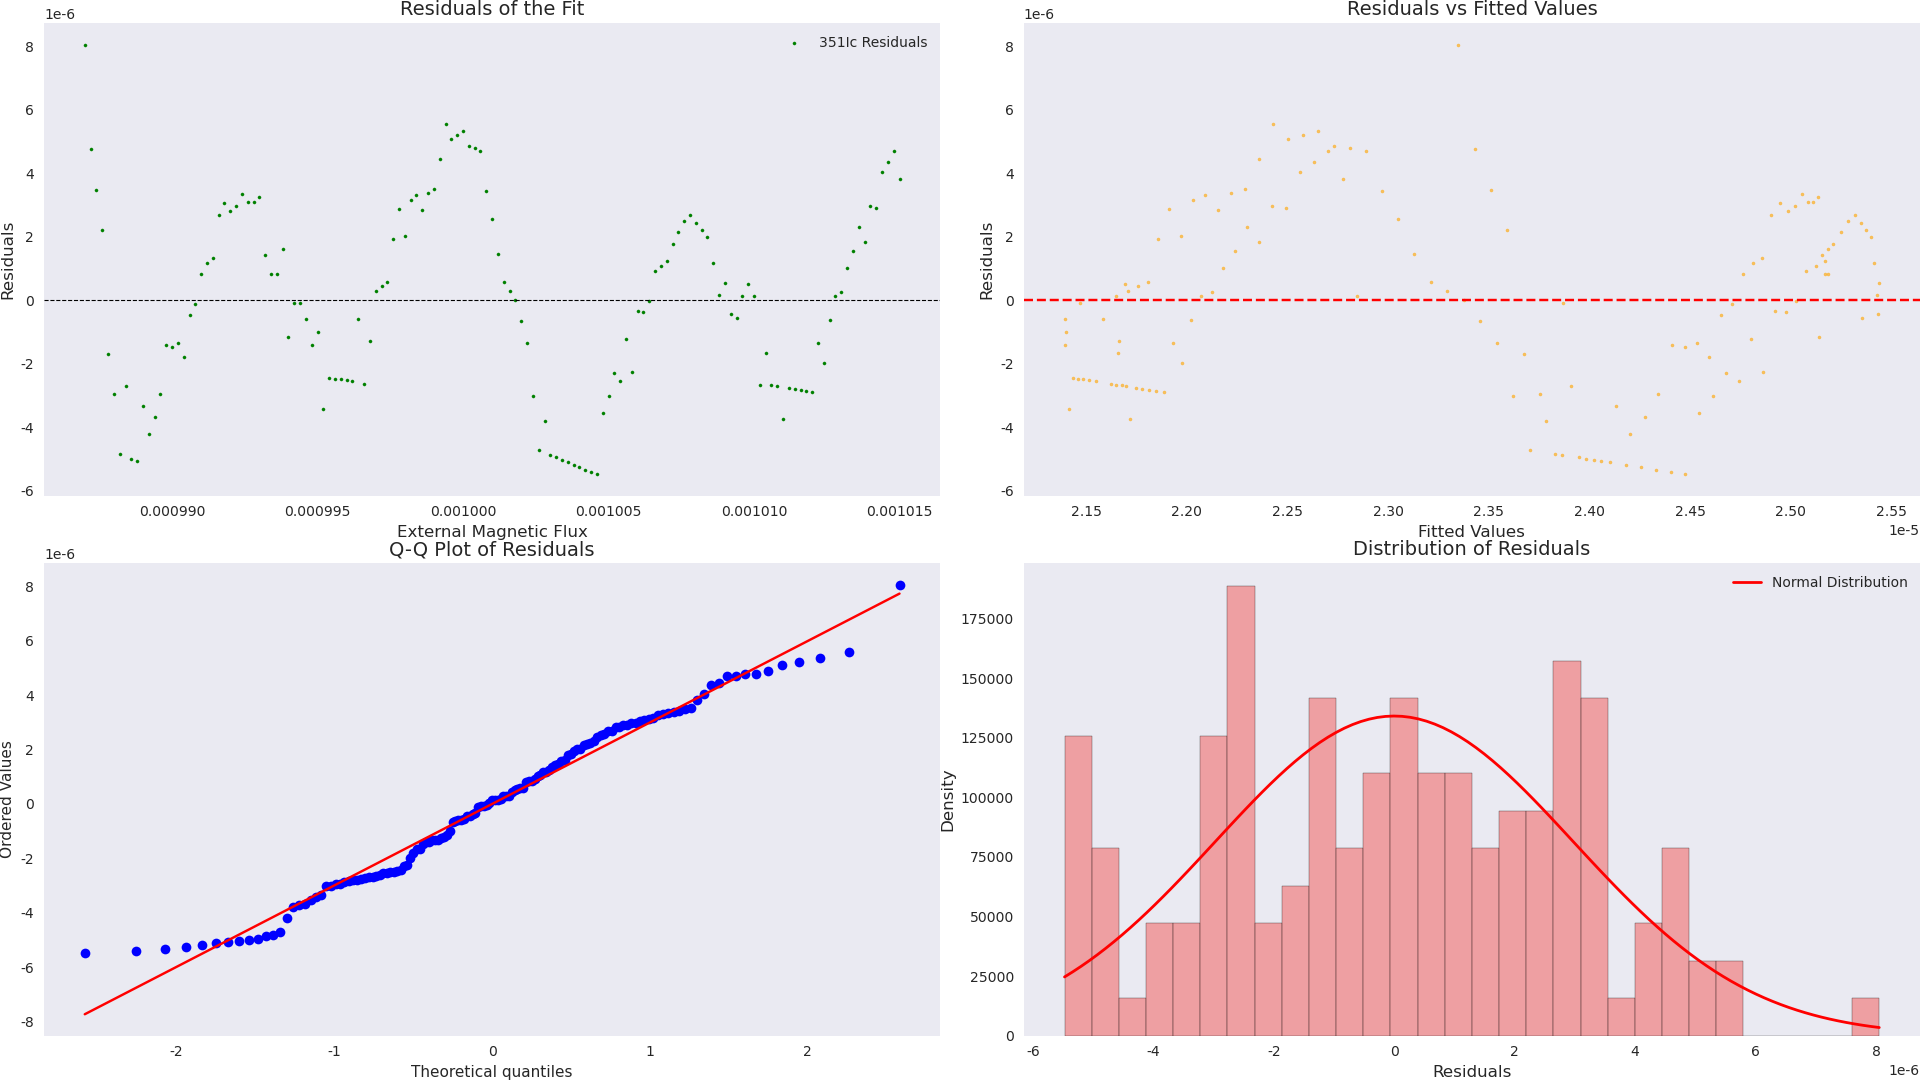 Residuals of the Fit
1e-6
351Ic Residuals
Residuals
8
6
4
2
0
-2
-4
-6
0.000990 0.000995 0.001000 0.001005 0.001010 0.001015
External Magnetic Flux
Residuals vs Fitted Values
1e-6
Residuals
8
6
4
2
0
-2
-4
-6
2.15 2.20 2.25 2.30 2.35 2.40 2.45 2.50 2.55
1e-5
Fitted Values
Q-Q Plot of Residuals
1e-6
Ordered Values
8
6
4
2
0
-2
-4
-6
-8
-2 -1 0 1 2
Theoretical quantiles
Distribution of Residuals
Normal Distribution
Density
175000
150000
125000
100000
75000
50000
25000
0
-6 -4 -2 0 2 4 6 8
1e-6
Residuals